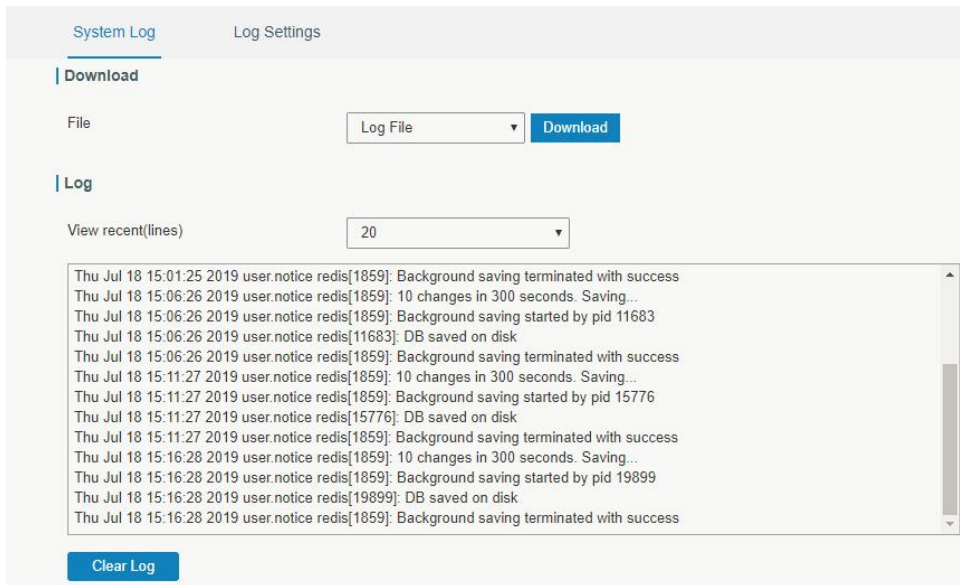 System Log Log Settings
Download
File Log File Download
Log
View recent(lines) 20
Thu Jul 18 15:01:25 2019 user.notice redis[1859]: Background saving terminated with success
Thu Jul 18 15:06:26 2019 user.notice redis[1859]: 10 changes in 300 seconds. Saving...
Thu Jul 18 15:06:26 2019 user.notice redis[1859]: Background saving started by pid 11683
Thu Jul 18 15:06:26 2019 user.notice redis[11683]: DB saved on disk
Thu Jul 18 15:06:26 2019 user.notice redis[1859]: Background saving terminated with success
Thu Jul 18 15:11:27 2019 user.notice redis[1859]: 10 changes in 300 seconds. Saving...
Thu Jul 18 15:11:27 2019 user.notice redis[1859]: Background saving started by pid 15776
Thu Jul 18 15:11:27 2019 user.notice redis[15776]: DB saved on disk
Thu Jul 18 15:11:27 2019 user.notice redis[1859]: Background saving terminated with success
Thu Jul 18 15:16:28 2019 user.notice redis[1859]: 10 changes in 300 seconds. Saving...
Thu Jul 18 15:16:28 2019 user.notice redis[1859]: Background saving started by pid 19899
Thu Jul 18 15:16:28 2019 user.notice redis[19899]: DB saved on disk
Thu Jul 18 15:16:28 2019 user.notice redis[1859]: Background saving terminated with success
Clear Log